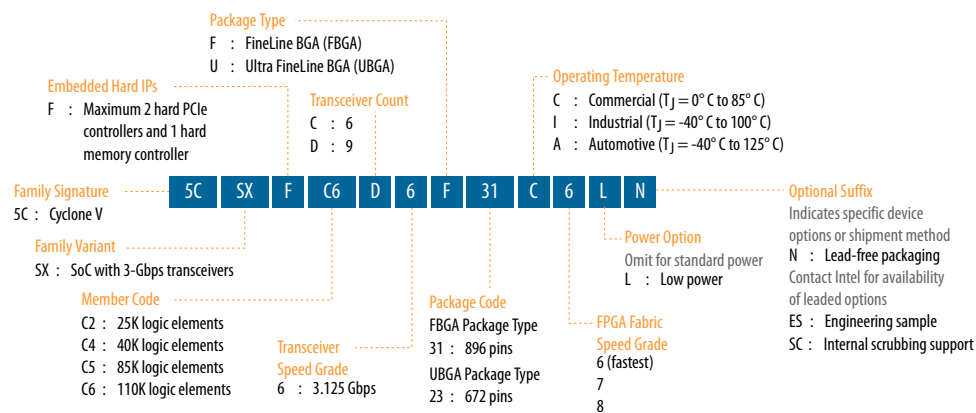 Package Type
F : FineLine BGA (FBGA)
U : Ultra FineLine BGA (UBGA)
Embedded Hard IPs
F : Maximum 2 hard PCIe
controllers and 1 hard
memory controller
Transceiver Count
C : 6
D : 9
Operating Temperature
C : Commercial (TJ = 0° C to 85° C)
I : Industrial (TJ = -40° C to 100° C)
A : Automotive (TJ = -40° C to 125° C)
Family Signature
5C : Cyclone V
5C SX F C6 D 6 F 31 C 6 L N
Optional Suffix
Indicates specific device
options or shipment method
N : Lead-free packaging
Contact Intel for availability
of leaded options
ES : Engineering sample
SC : Internal scrubbing support
Family Variant
SX : SoC with 3-Gbps transceivers
Power Option
Omit for standard power
L : Low power
Member Code
C2 : 25K logic elements
C4 : 40K logic elements
C5 : 85K logic elements
C6 : 110K logic elements
Transceiver
Speed Grade
6 : 3.125 Gbps
Package Code
FBGA Package Type
31 : 896 pins
UBGA Package Type
23 : 672 pins
FPGA Fabric
Speed Grade
6 (fastest)
7
8